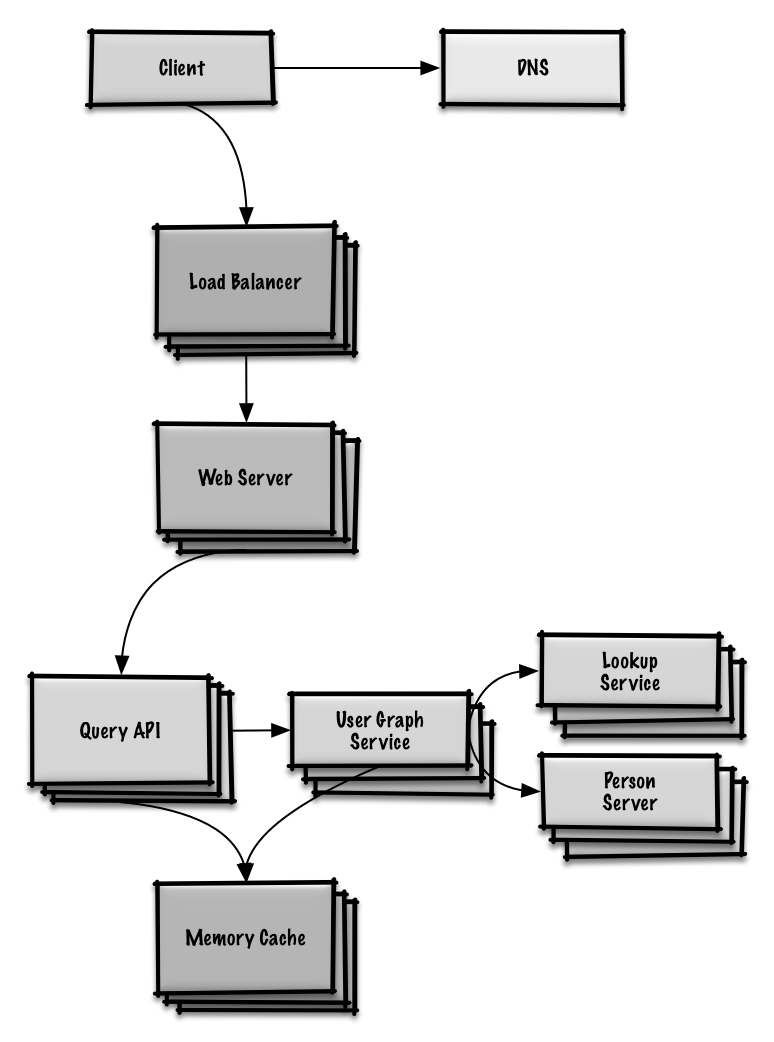 Client
DNS
Load Balancer
Web Server
Query API
User Graph
Service
Lookup
Service
Person
Server
Memory Cache